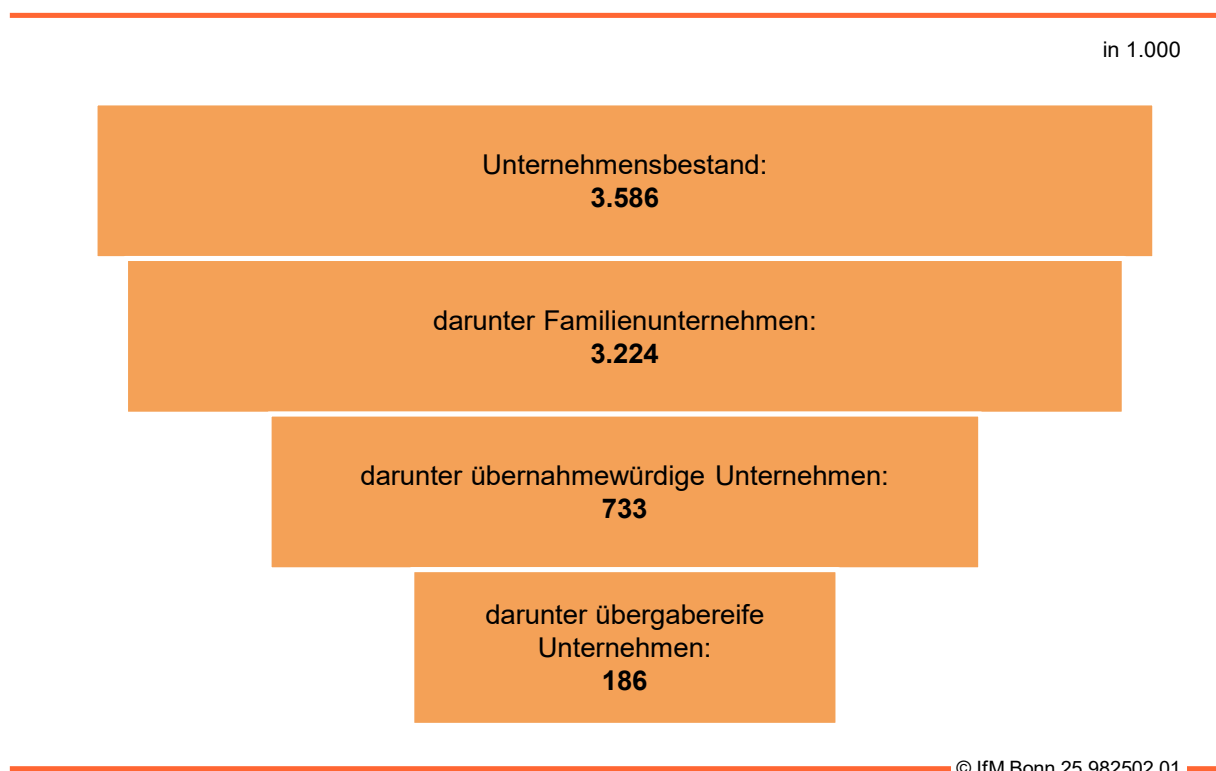 in 1.000
Unternehmensbestand:
3.586
darunter Familienunternehmen:
3.224
darunter übernahmewürdige Unternehmen:
733
darunter übergabereife
Unternehmen:
186
© IfM Bonn 25 982502 01